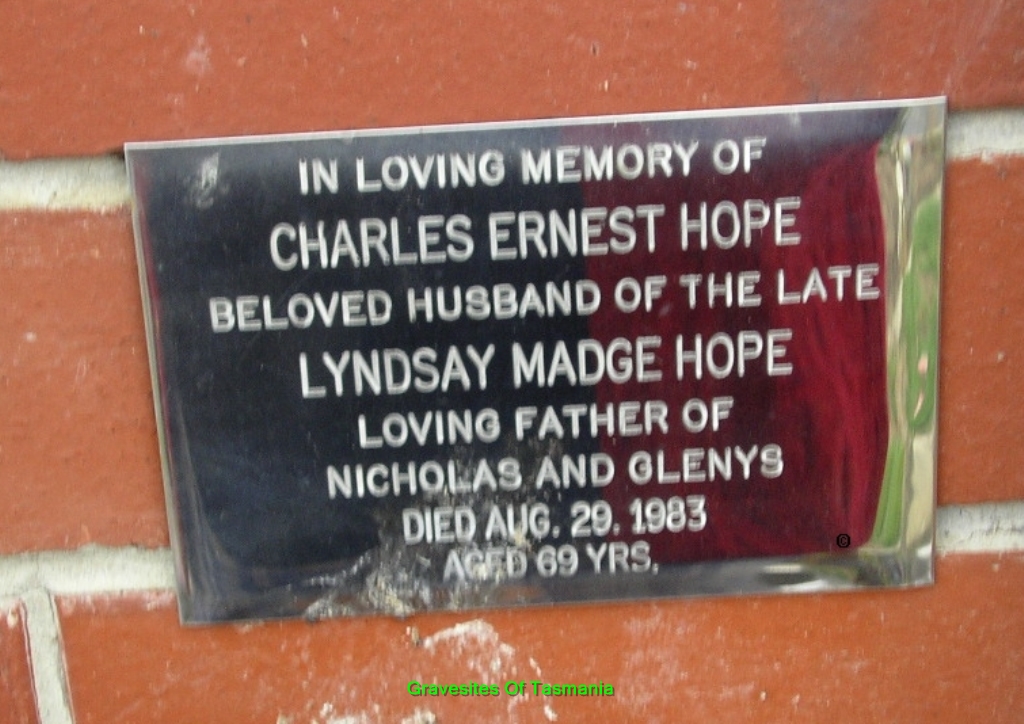 IN LOVING MEMORY OF
CHARLES ERNEST HOPE
BELOVED HUSBAND OF THE LATE
LYNDSAY MADGE HOPE
LOVING FATHER OF
NICHOLAS AND GLENYS
DIED AUG. 29. 1983
AGED 69 YRS.
©
Gravesites Of Tasmania